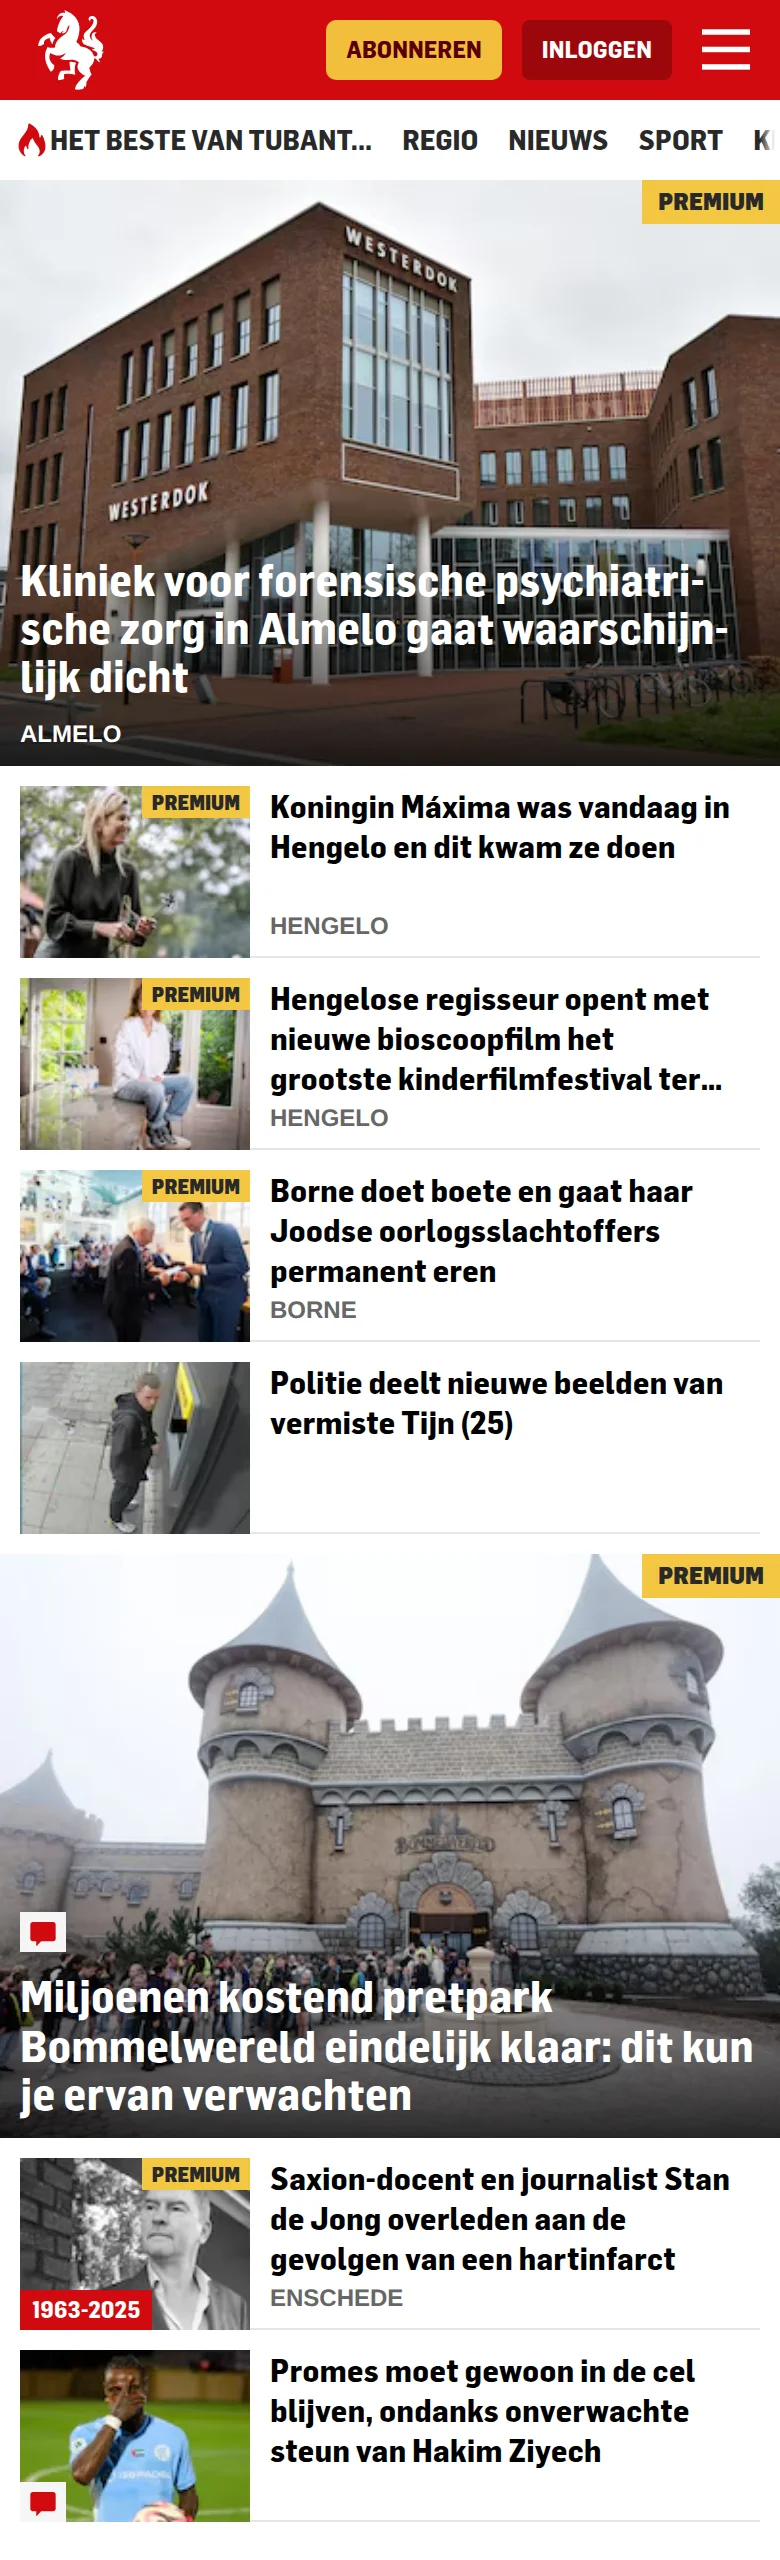 ABONNEREN
INLOGGEN
HET BESTE VAN TUBANT...
REGIO
NIEUWS
SPORT
PREMIUM
WESTERDOK
WESTERDOK
Kliniek voor forensische psychiatri-
sche zorg in Almelo gaat waarschijn-
lijk dicht
ALMELO
PREMIUM
Koningin Máxima was vandaag in
Hengelo en dit kwam ze doen
HENGELO
PREMIUM
Hengelose regisseur opent met
nieuwe bioscoopfilm het
grootste kinderfilmfestival ter...
HENGELO
PREMIUM
Borne doet boete en gaat haar
Joodse oorlogsslachtoffers
permanent eren
BORNE
Politie deelt nieuwe beelden van
vermiste Tijn (25)
PREMIUM
BOMMELWERELD
Miljoenen kostend pretpark
Bommelwereld eindelijk klaar: dit kun
je ervan verwachten
PREMIUM
1963-2025
Saxion-docent en journalist Stan
de Jong overleden aan de
gevolgen van een hartinfarct
ENSCHEDE
Promes moet gewoon in de cel
blijven, ondanks onverwachte
steun van Hakim Ziyech